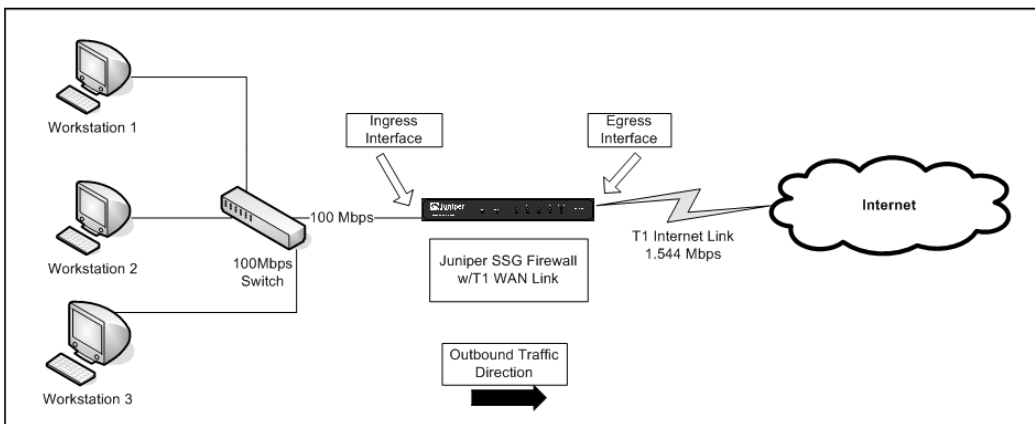 Workstation 1
Workstation 2
Workstation 3
100Mbps
Switch
100 Mbps
Ingress
Interface
Juniper
Juniper SSG Firewall
w/T1 WAN Link
Egress
Interface
T1 Internet Link
1.544 Mbps
Internet
Outbound Traffic
Direction